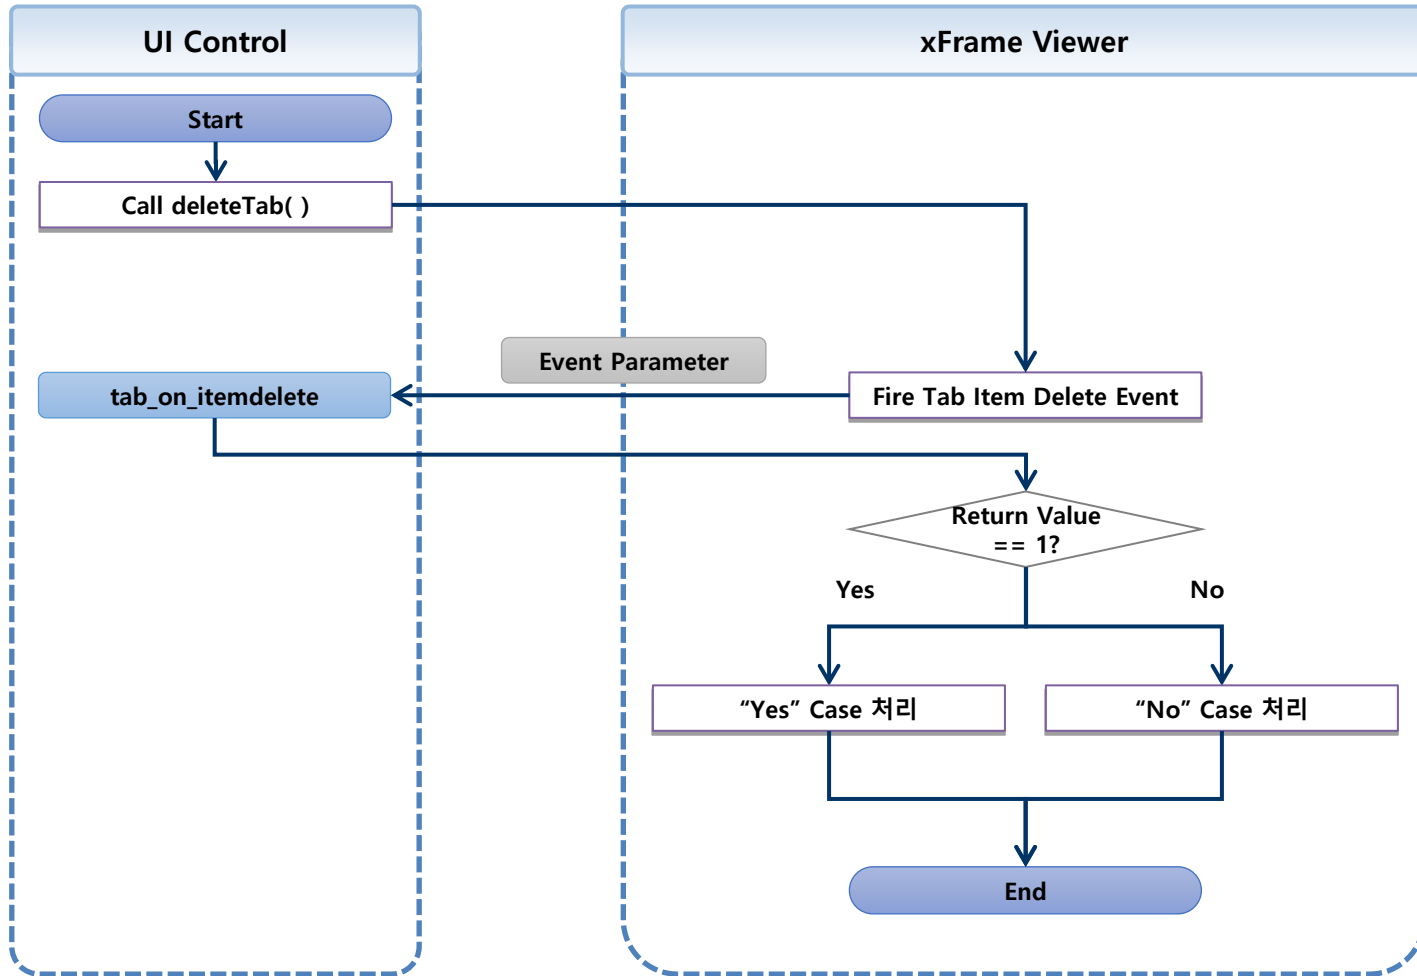 UI Control
xFrame Viewer
Start
Call deleteTab( )
Event Parameter
tab_on_itemdelete
Fire Tab Item Delete Event
Return Value
== 1?
Yes
No
“Yes” Case 처리
“No” Case 처리
End